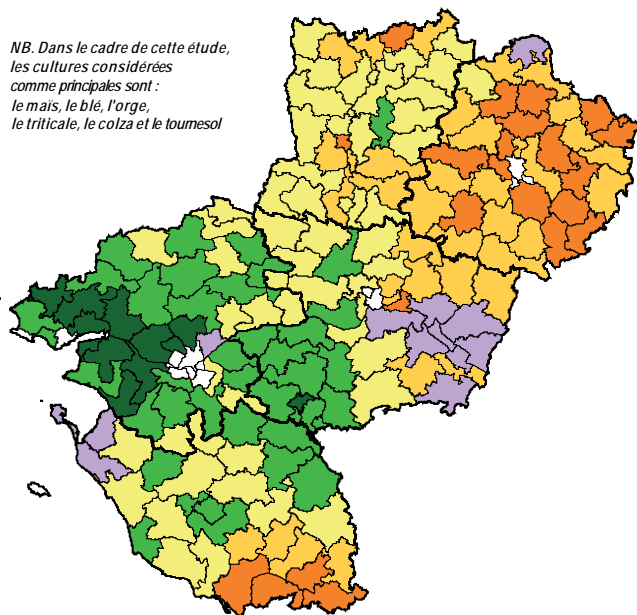 NB. Dans le cadre de cette étude,
les cultures considérées
comme principales sont :
le maïs, le blé, l'orge,
le triticale, le colza et le tournesol